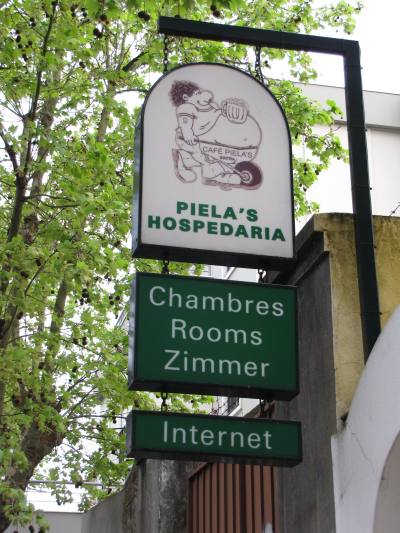 CAFÉ PIELA'S
PIELA'S
HOSPEDARIA
Chambres
Rooms
Zimmer
Internet